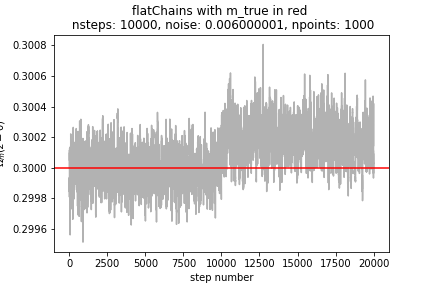 flatChains with m_true in red
nsteps: 10000, noise: 0.006000001, npoints: 1000
0.3008
0.3006
0.3004
0.3002
0.3000
0.2998
0.2996
0 2500 5000 7500 10000 12500 15000 17500 20000
step number